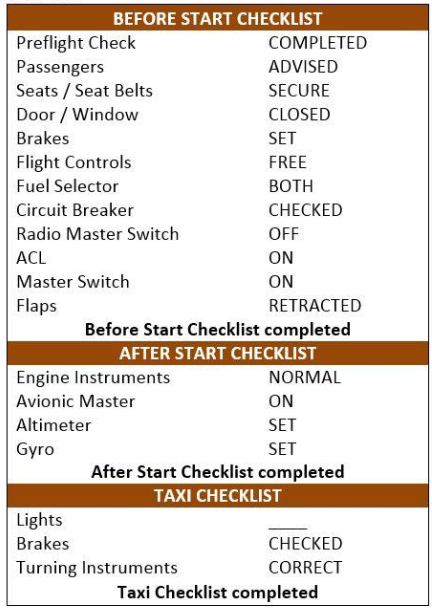 BEFORE START CHECKLIST
Preflight Check COMPLETED
Passengers ADVISED
Seats / Seat Belts SECURE
Door / Window CLOSED
Brakes SET
Flight Controls FREE
Fuel Selector BOTH
Circuit Breaker CHECKED
Radio Master Switch OFF
ACL ON
Master Switch ON
Flaps RETRACTED
Before Start Checklist completed
AFTER START CHECKLIST
Engine Instruments NORMAL
Avionic Master ON
Altimeter SET
Gyro SET
After Start Checklist completed
TAXI CHECKLIST
Lights ____
Brakes CHECKED
Turning Instruments CORRECT
Taxi Checklist completed